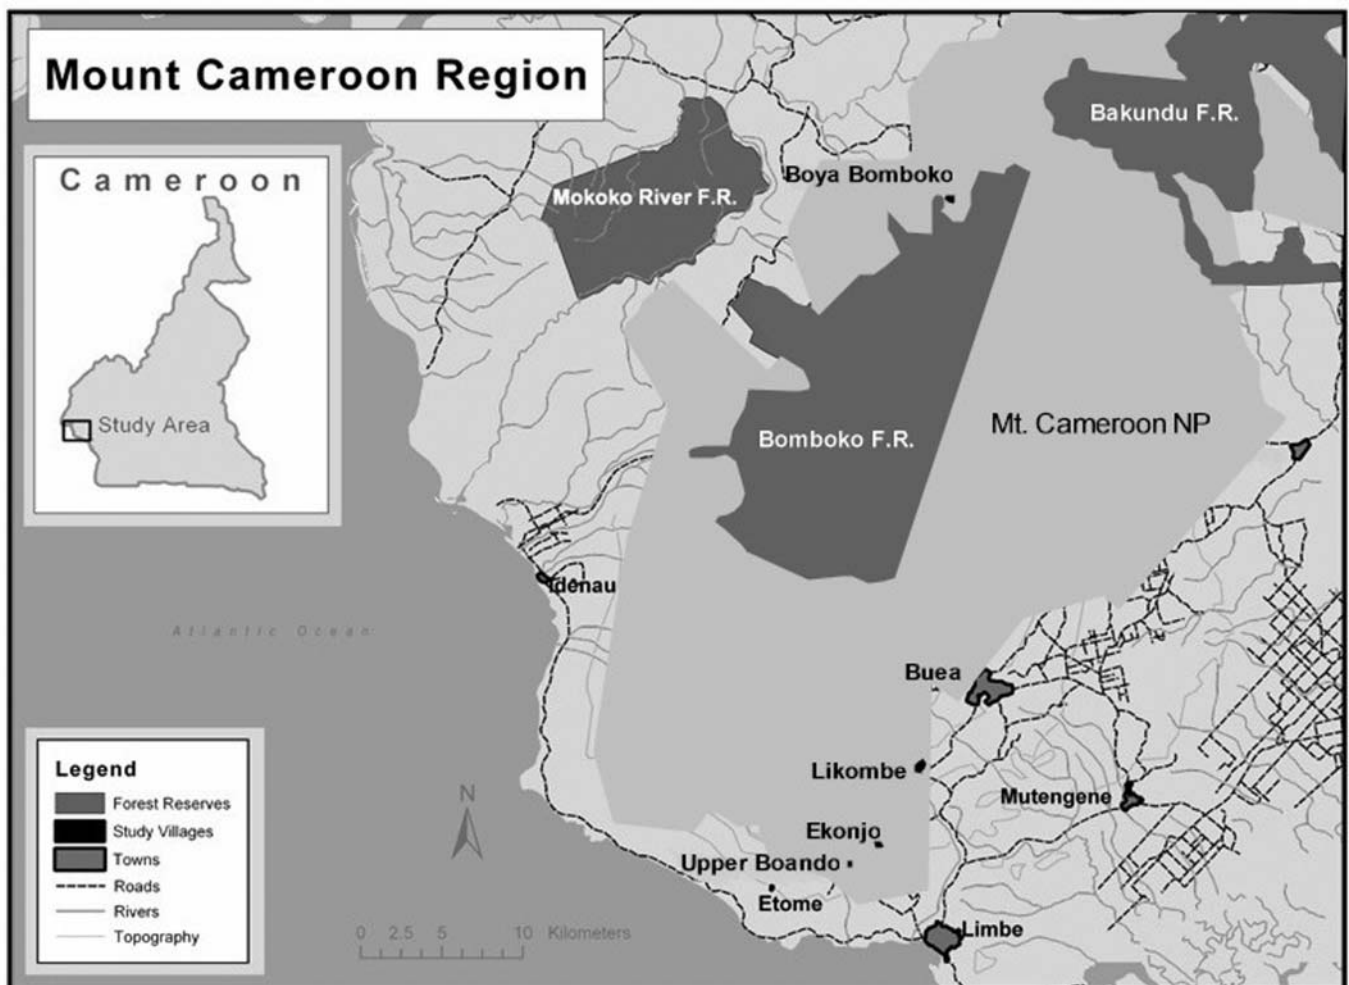 Mount Cameroon Region
Cameroon
Study Area
Mokoko River F.R.
Boya Bomboko
Bakundu F.R.
Bomboko F.R.
Mt. Cameroon NP
Idenau
Atlantic Ocean
Buea
Likombe
Mutengene
Ekonjo
Upper Boando
Etome
Limbe
N
0 2.5 5 10 Kilometers
Legend
Forest Reserves
Study Villages
Towns
Roads
Rivers
Topography